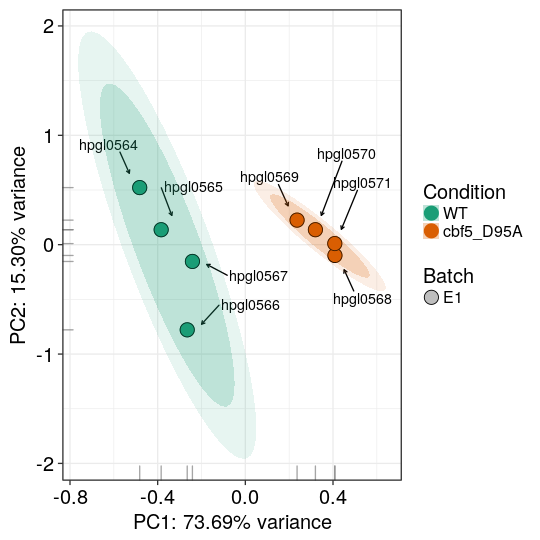 2
1
0
-1
-2
-0.8
-0.4
0.0
0.4
PC2: 15.30% variance
PC1: 73.69% variance
hpgl0564
hpgl0565
hpgl0567
hpgl0566
hpgl0569
hpgl0570
hpgl0571
hpgl0568
Condition
WT
cbf5_D95A
Batch
E1